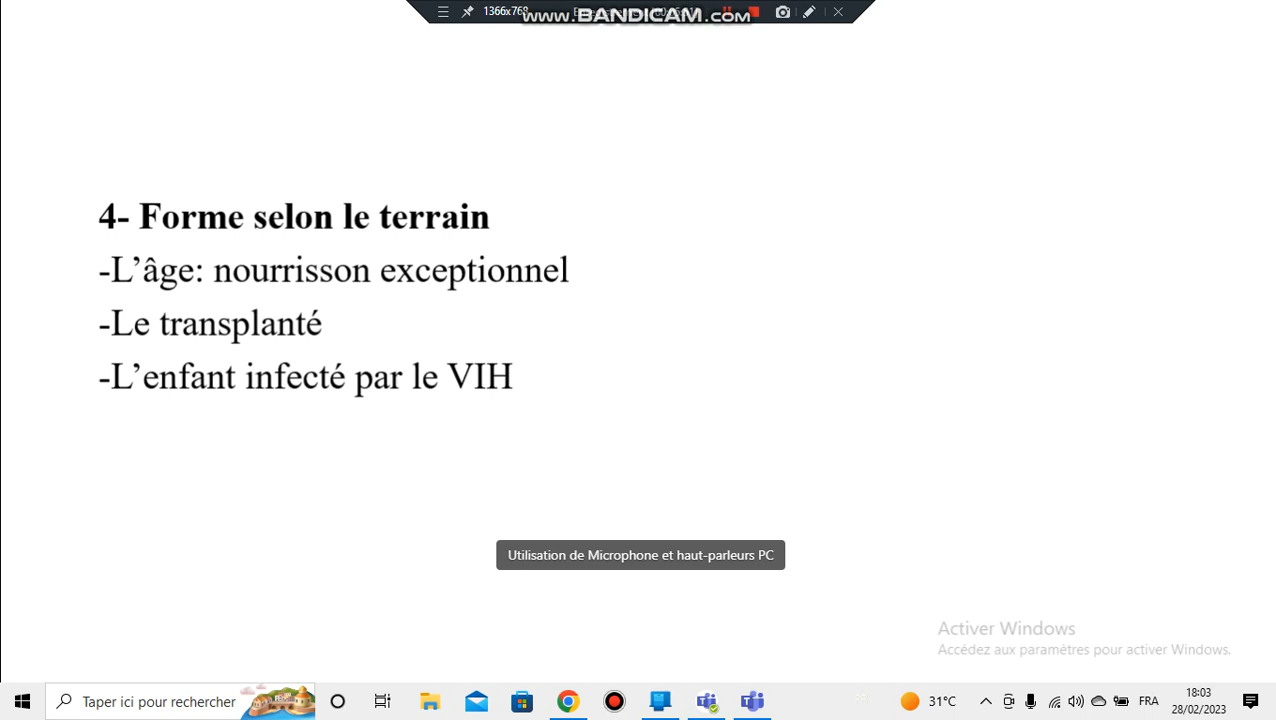 1366x768
www.BANDICAM.com
4- Forme selon le terrain
-L’âge: nourrisson exceptionnel
-Le transplanté
-L’enfant infecté par le VIH
Utilisation de Microphone et haut-parleurs PC
Activer Windows
Accédez aux paramètres pour activer Windows.
Taper ici pour rechercher
31°C
FRA
18:03
28/02/2023